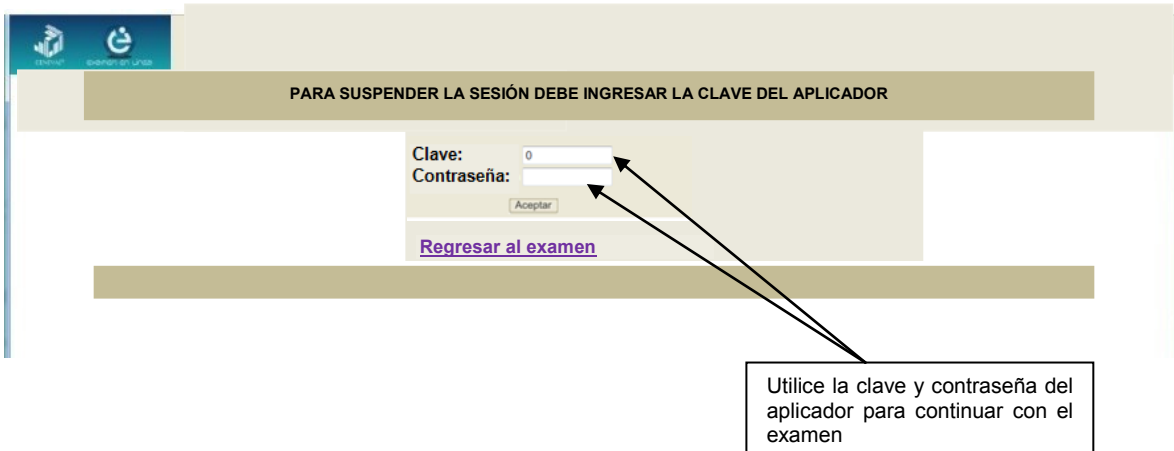 PARA SUSPENDER LA SESIÓN DEBE INGRESAR LA CLAVE DEL APLICADOR
Clave: 0
Contraseña:
Aceptar
Regresar al examen
Utilice la clave y contraseña del
aplicador para continuar con el
examen